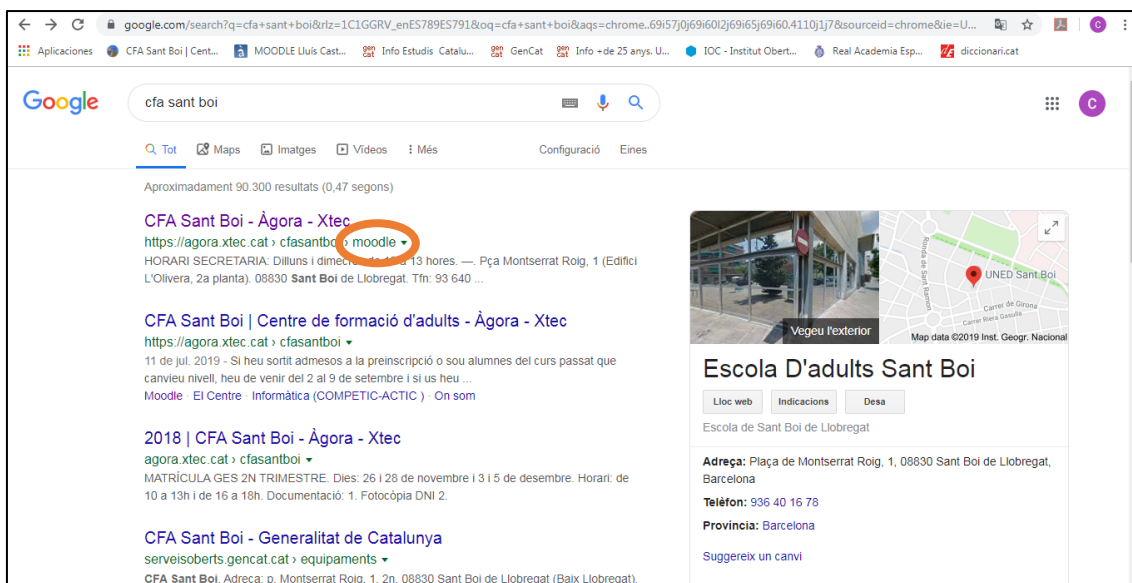 google.com/search?q=cfa+sant+boi&rlz=1C1GGRV_enES789ES791&oq=cfa+sant+boi&aqs=chrome..69i57j0j69i60l2j69i65j69i60.4110j1j7&sourceid=chrome&ie=U...
Aplicaciones CFA Sant Boi | Cent... MOODLE Lluís Cast... gen cat Info Estudis Catalu... gen cat GenCat gen cat Info +de 25 anys. U... IOC - Institut Obert... Real Academia Esp... diccionari.cat
Google cfa sant boi C
Tot Maps Imatges Vídeos Més Configuració Eines
Aproximadament 90.300 resultats (0,47 segons)
CFA Sant Boi - Àgora - Xtec
https://agora.xtec.cat › cfasantboi › moodle
HORARI SECRETARIA: Dilluns i dimecres de 13 hores. —. Pça Montserrat Roig, 1 (Edifici
L'Olivera, 2a planta). 08830 Sant Boi de Llobregat. Tfn: 93 640 ...
CFA Sant Boi | Centre de formació d'adults - Àgora - Xtec
https://agora.xtec.cat › cfasantboi
11 de jul. 2019 - Si heu sortit admesos a la preinscripció o sou alumnes del curs passat que
canvieu nivell, heu de venir del 2 al 9 de setembre i si us heu ...
Moodle · El Centre · Informàtica (COMPETIC-ACTIC ) · On som
2018 | CFA Sant Boi - Àgora - Xtec
agora.xtec.cat › cfasantboi
MATRÍCULA GES 2N TRIMESTRE. Dies: 26 i 28 de novembre i 3 i 5 de desembre. Horari: de
10 a 13h i de 16 a 18h. Documentació: 1. Fotocòpia DNI 2.
CFA Sant Boi - Generalitat de Catalunya
serveisoberts.gencat.cat › equipaments
CFA Sant Boi. Adreça: p. Montserrat Roig, 1, 2n. 08830 Sant Boi de Llobregat (Baix Llobregat).
Ronda de Sant Ramon
UNED Sant Boi
Carrer de Girona
Carrer Riera Gasulla
Vegeu l'exterior
Map data ©2019 Inst. Geogr. Nacional
Escola D'adults Sant Boi
Lloc web Indicacions Desa
Escola de Sant Boi de Llobregat
Adreça: Plaça de Montserrat Roig, 1, 08830 Sant Boi de Llobregat,
Barcelona
Telèfon: 936 40 16 78
Província: Barcelona
Suggereix un canvi